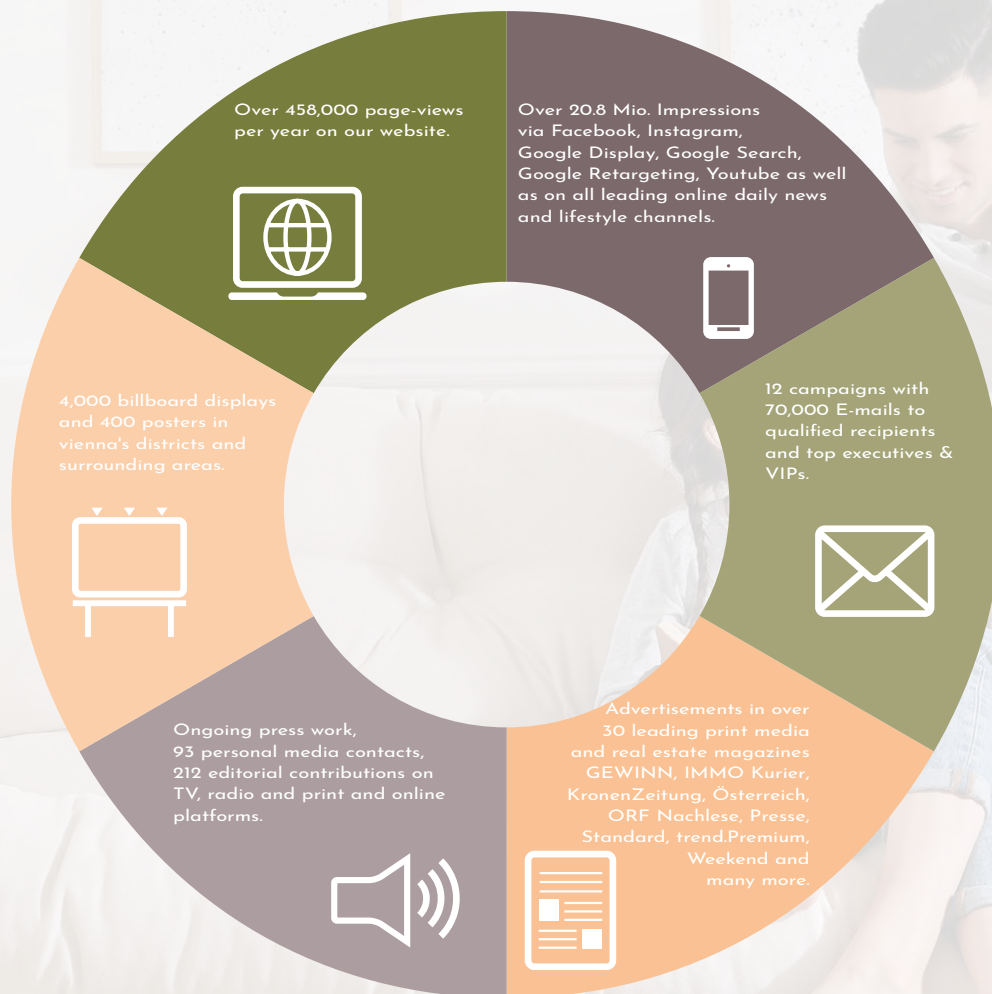 Over 458,000 page-views
per year on our website.
Over 20.8 Mio. Impressions
via Facebook, Instagram,
Google Display, Google Search,
Google Retargeting, Youtube as well
as on all leading online daily news
and lifestyle channels.
12 campaigns with
70,000 E-mails to
qualified recipients
and top executives &
VIPs.
4,000 billboard displays
and 400 posters in
vienna's districts and
surrounding areas.
Ongoing press work,
93 personal media contacts,
212 editorial contributions on
TV, radio and print and online
platforms.
Advertisements in over
30 leading print media
and real estate magazines
GEWINN, IMMO Kurier,
KronenZeitung, Österreich,
ORF Nachlese, Presse,
Standard, trend.Premium,
Weekend and
many more.